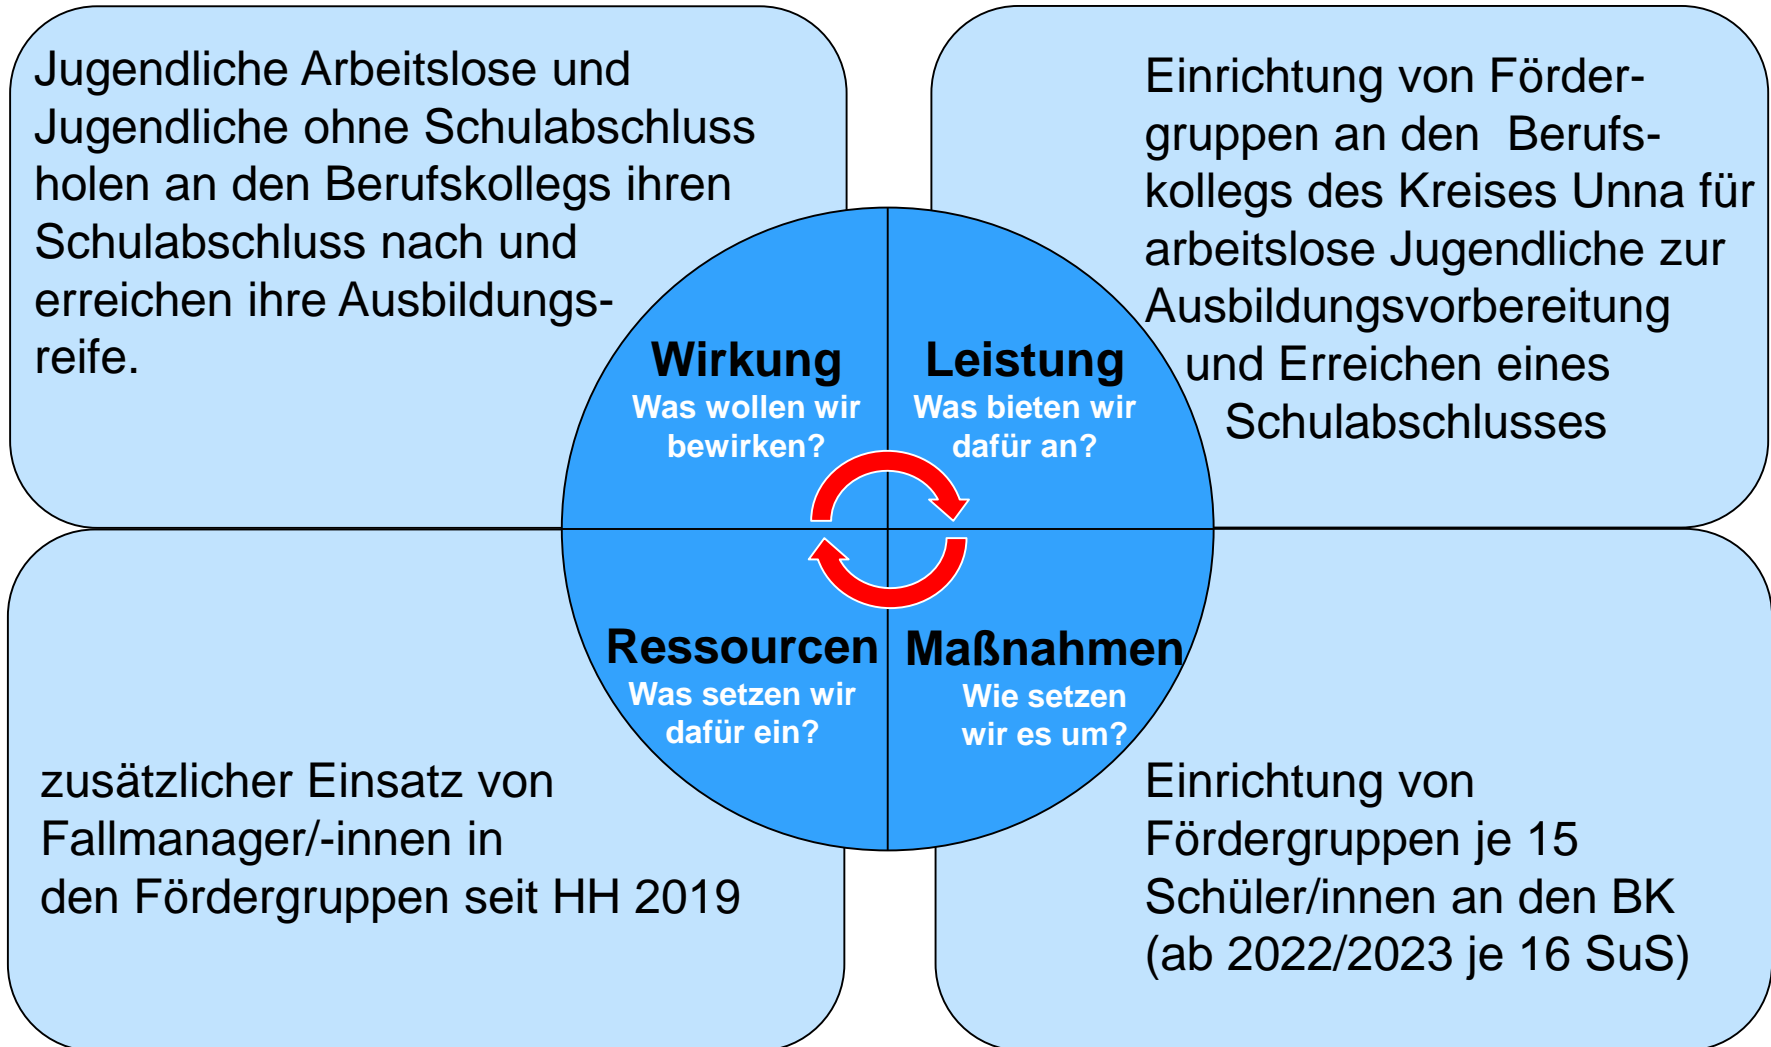 Jugendliche Arbeitslose und
Jugendliche ohne Schulabschluss
holen an den Berufskollegs ihren
Schulabschluss nach und
erreichen ihre Ausbildungs-
reife.
Einrichtung von Förder-
gruppen an den Berufs-
kollegs des Kreises Unna für
arbeitslose Jugendliche zur
Ausbildungsvorbereitung
und Erreichen eines
Schulabschlusses
Wirkung
Was wollen wir
bewirken?
Leistung
Was bieten wir
dafür an?
Ressourcen
Was setzen wir
dafür ein?
Maßnahmen
Wie setzen
wir es um?
zusätzlicher Einsatz von
Fallmanager/-innen in
den Fördergruppen seit HH 2019
Einrichtung von
Fördergruppen je 15
Schüler/innen an den BK
(ab 2022/2023 je 16 SuS)